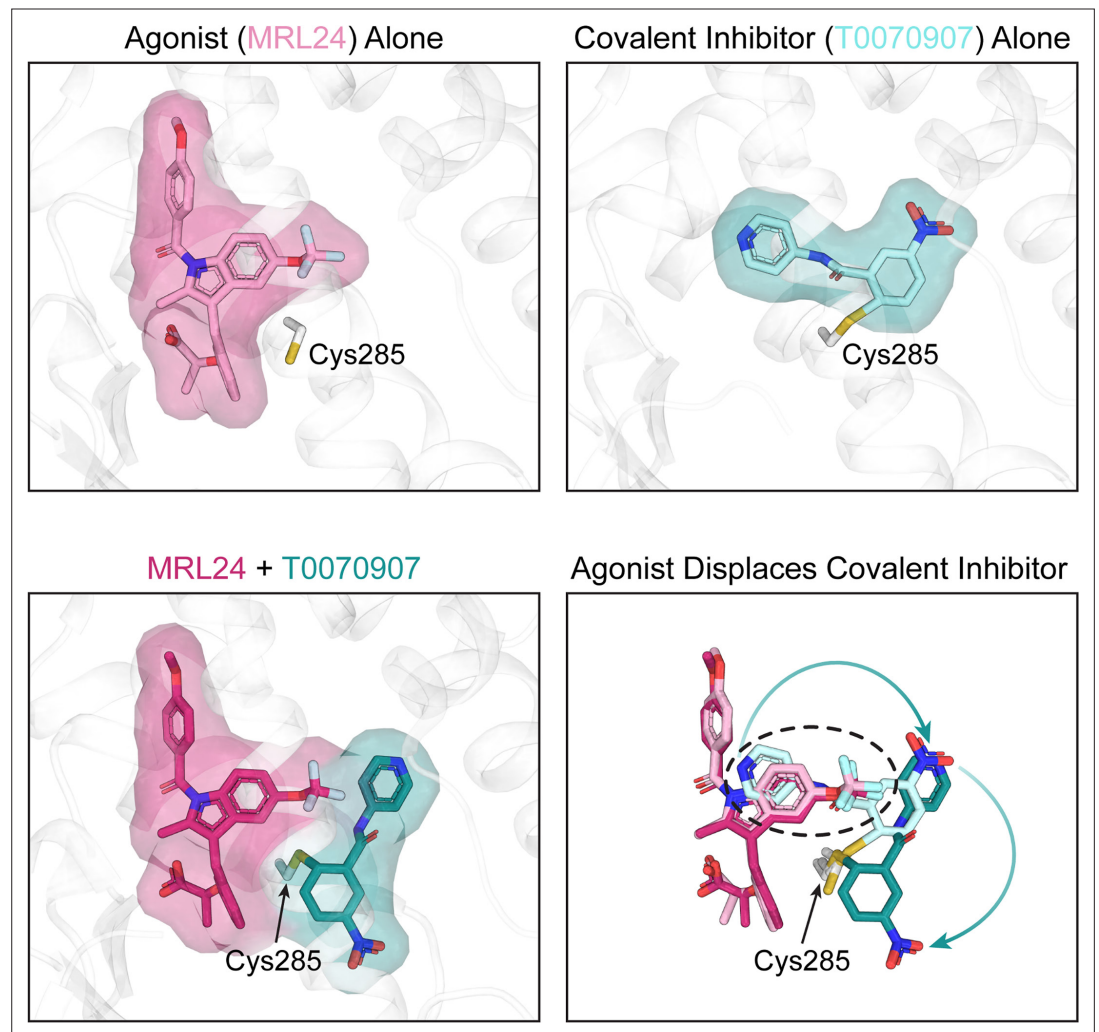 Agonist (MRL24) Alone
Covalent Inhibitor (T0070907) Alone
Cys285
Cys285
MRL24 + T0070907
Agonist Displaces Covalent Inhibitor
Cys285
Cys285